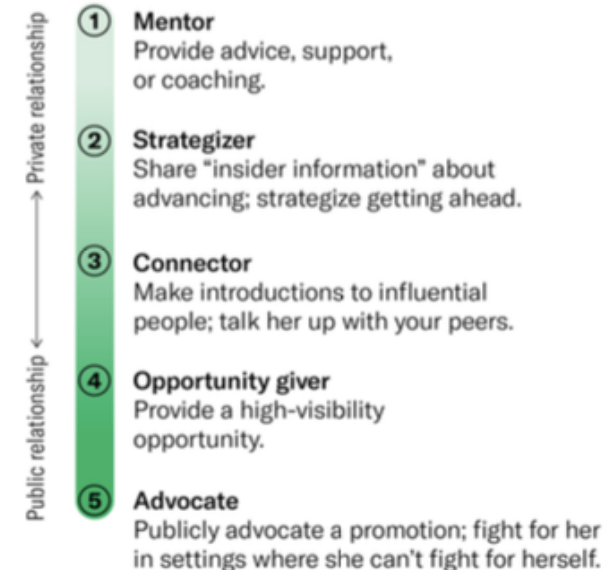 Private relationship
Public relationship
1 Mentor
Provide advice, support,
or coaching.
2 Strategizer
Share “insider information” about
advancing; strategize getting ahead.
3 Connector
Make introductions to influential
people; talk her up with your peers.
4 Opportunity giver
Provide a high-visibility
opportunity.
5 Advocate
Publicly advocate a promotion; fight for her
in settings where she can’t fight for herself.